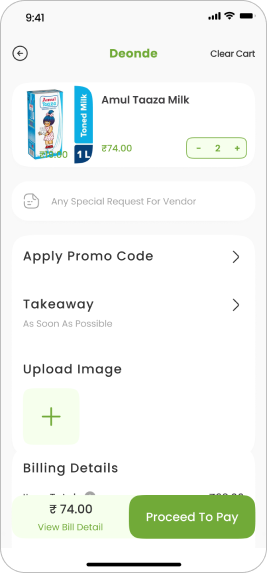 9:41
Deonde
Clear Cart
Amul Taaza Milk
Toned Milk
1 L
₹74.00
- 2 +
Any Special Request For Vendor
Apply Promo Code
Takeaway
As Soon As Possible
Upload Image
+
Billing Details
₹ 74.00
View Bill Detail
Proceed To Pay